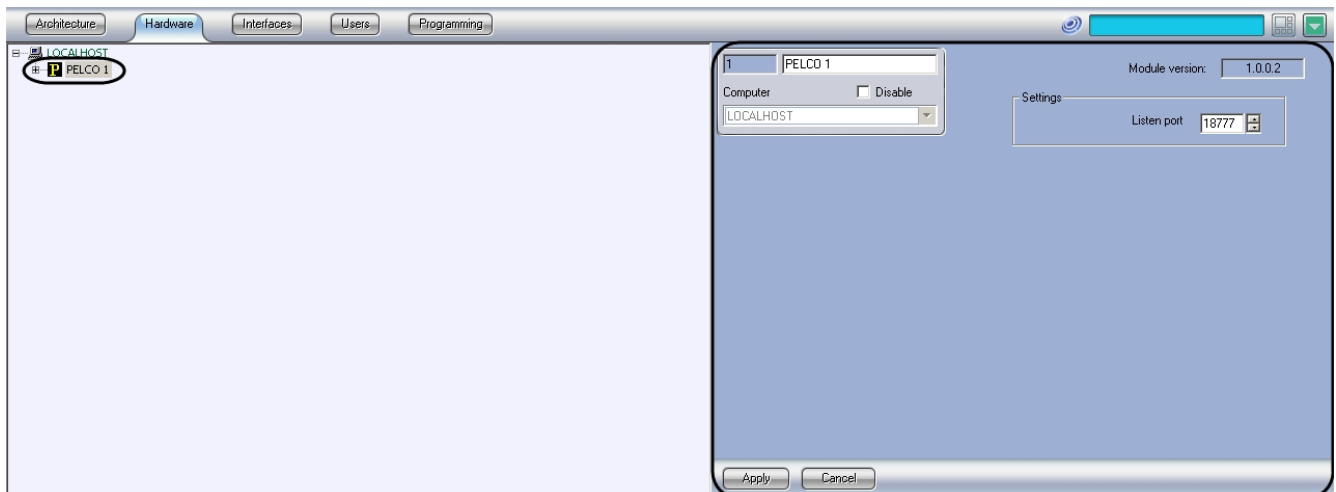 Architecture Hardware Interfaces Users Programming
LOCALHOST
P PELCO 1
1 PELCO 1
Computer Disable
LOCALHOST
Module version: 1.0.0.2
Settings
Listen port 18777
Apply Cancel